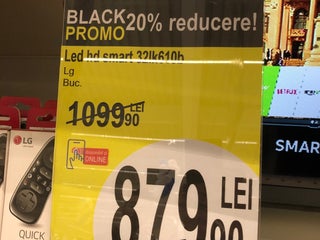 BLACK 20% reducere!
PROMO
Led hd smart 32lk610b
Lg
Buc.
1099 LEI
90
disponibil și
ONLINE
879 LEI
90
LG
QUICK
NETFLIX
SMAR